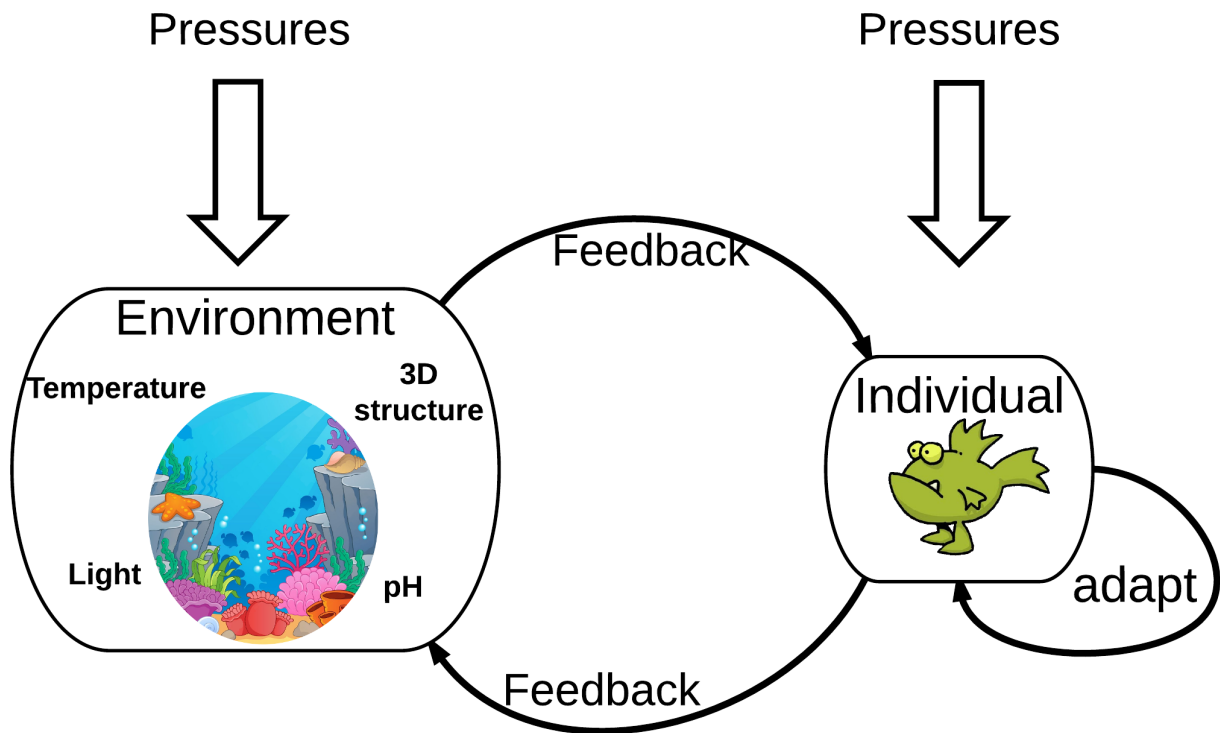 Pressures
Pressures
Feedback
Environment
Temperature
3D
structure
Individual
Light
pH
adapt
Feedback